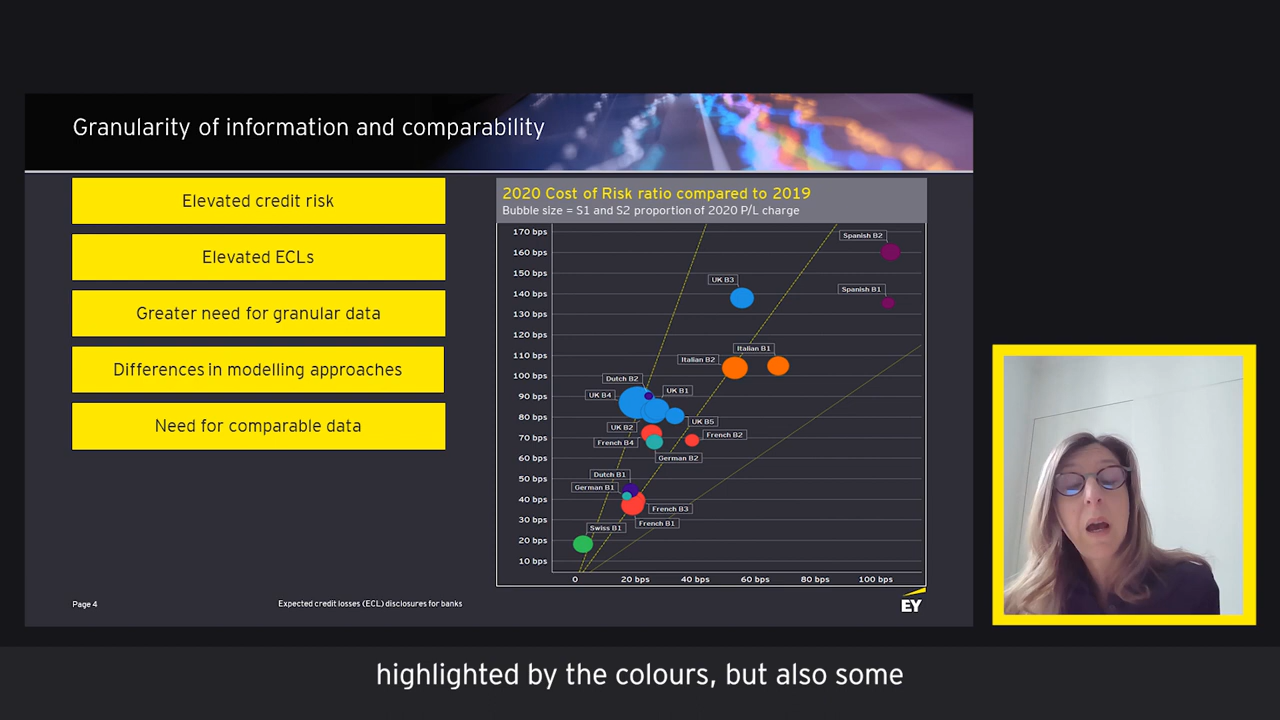 Granularity of information and comparability
Elevated credit risk
Elevated ECLs
Greater need for granular data
Differences in modelling approaches
Need for comparable data
2020 Cost of Risk ratio compared to 2019
Bubble size = S1 and S2 proportion of 2020 P/L charge
170 bps
160 bps
150 bps
140 bps
130 bps
120 bps
110 bps
100 bps
90 bps
80 bps
70 bps
60 bps
50 bps
40 bps
30 bps
20 bps
10 bps
Spanish B2
UK B3
Spanish B1
Italian B1
Italian B2
Dutch B2
UK B4
UK B1
UK B5
UK B2
French B2
French B4
German B2
Dutch B1
German B1
French B3
French B1
Swiss B1
0
20 bps
40 bps
60 bps
80 bps
100 bps
Page 4
Expected credit losses (ECL) disclosures for banks
EY
highlighted by the colours, but also some